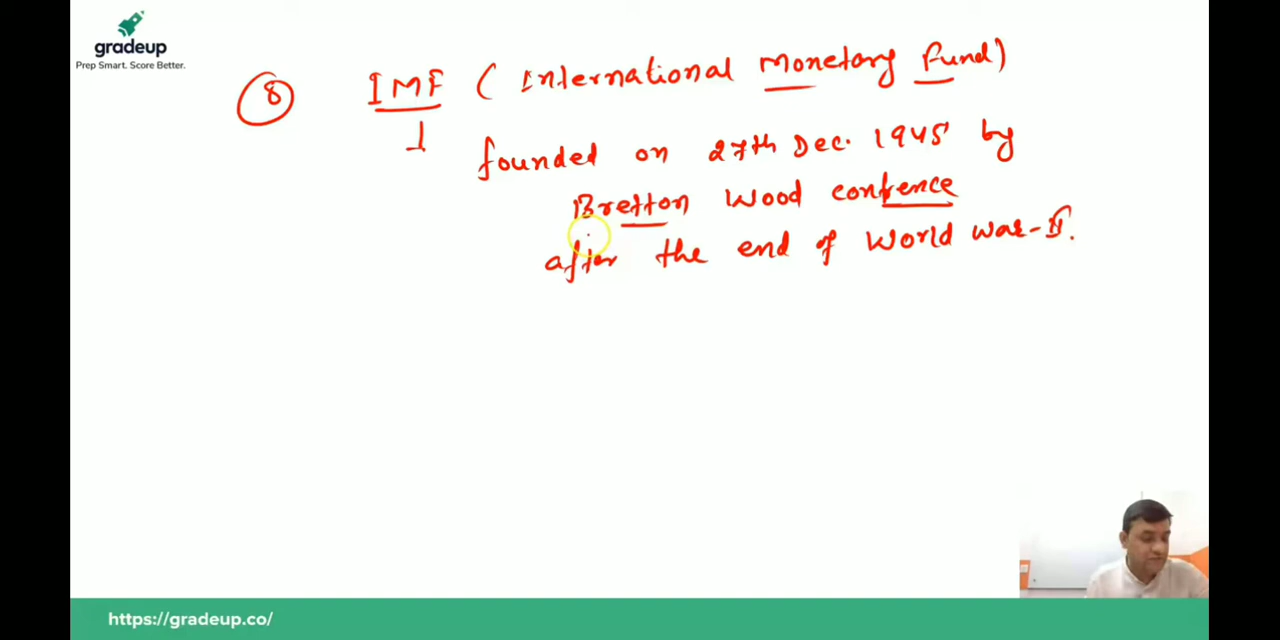 gradeup
Prep Smart. Score Better.
8 IMF ( International Monetary Fund)
founded on 27th Dec. 1945 by
Bretton Wood confrence
after the end of World War-II.
https://gradeup.co/